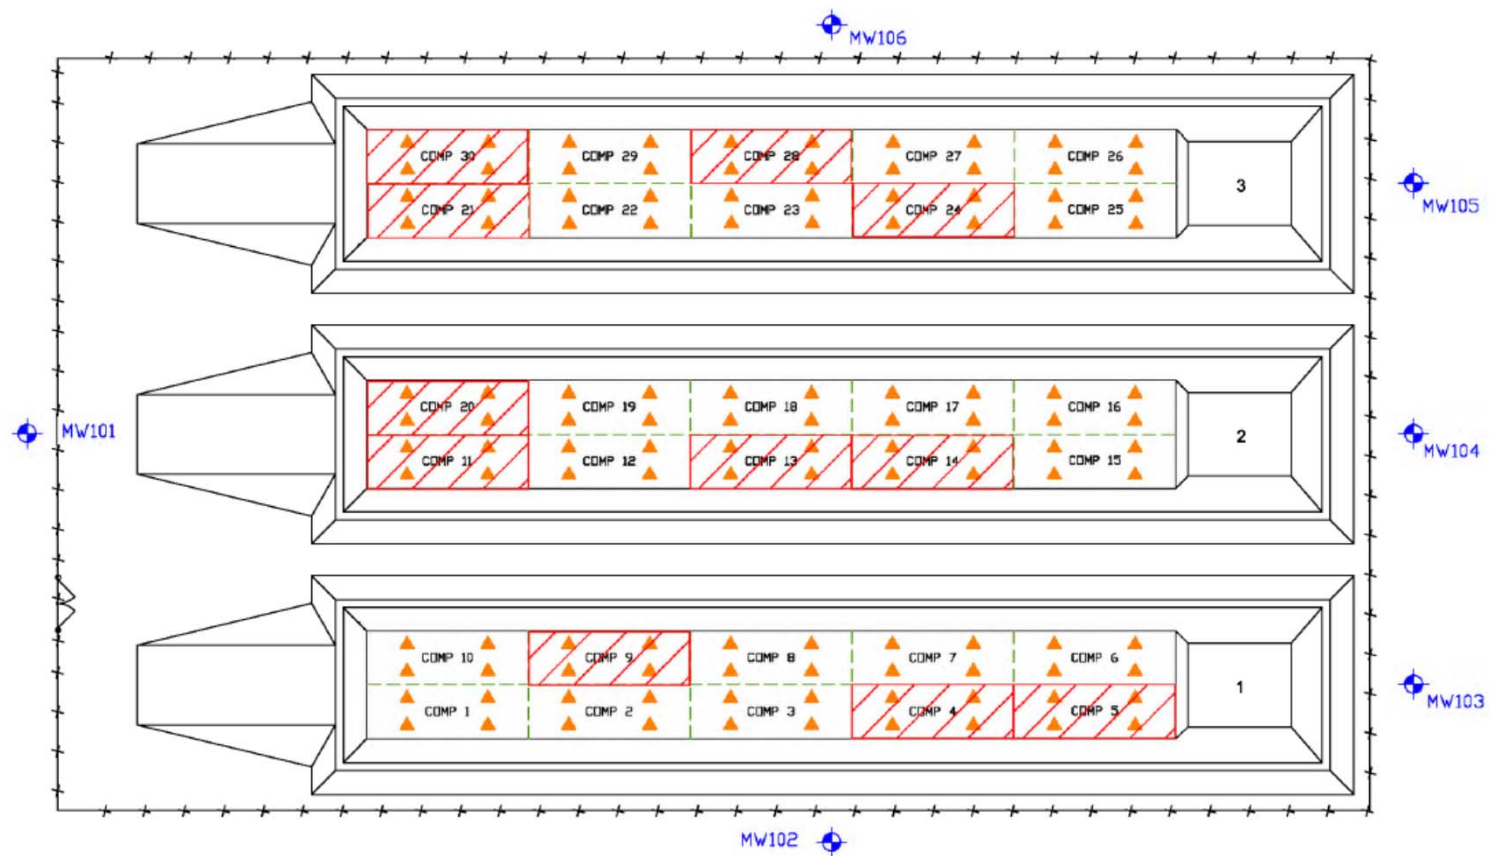 MW106
COMP 30 COMP 29 COMP 28 COMP 27 COMP 26
3
MW105
COMP 21 COMP 22 COMP 23 COMP 24 COMP 25
COMP 20 COMP 19 COMP 18 COMP 17 COMP 16
MW101
2
MW104
COMP 11 COMP 12 COMP 13 COMP 14 COMP 15
COMP 10 COMP 9 COMP 8 COMP 7 COMP 6
1
MW103
COMP 1 COMP 2 COMP 3 COMP 4 COMP 5
MW102